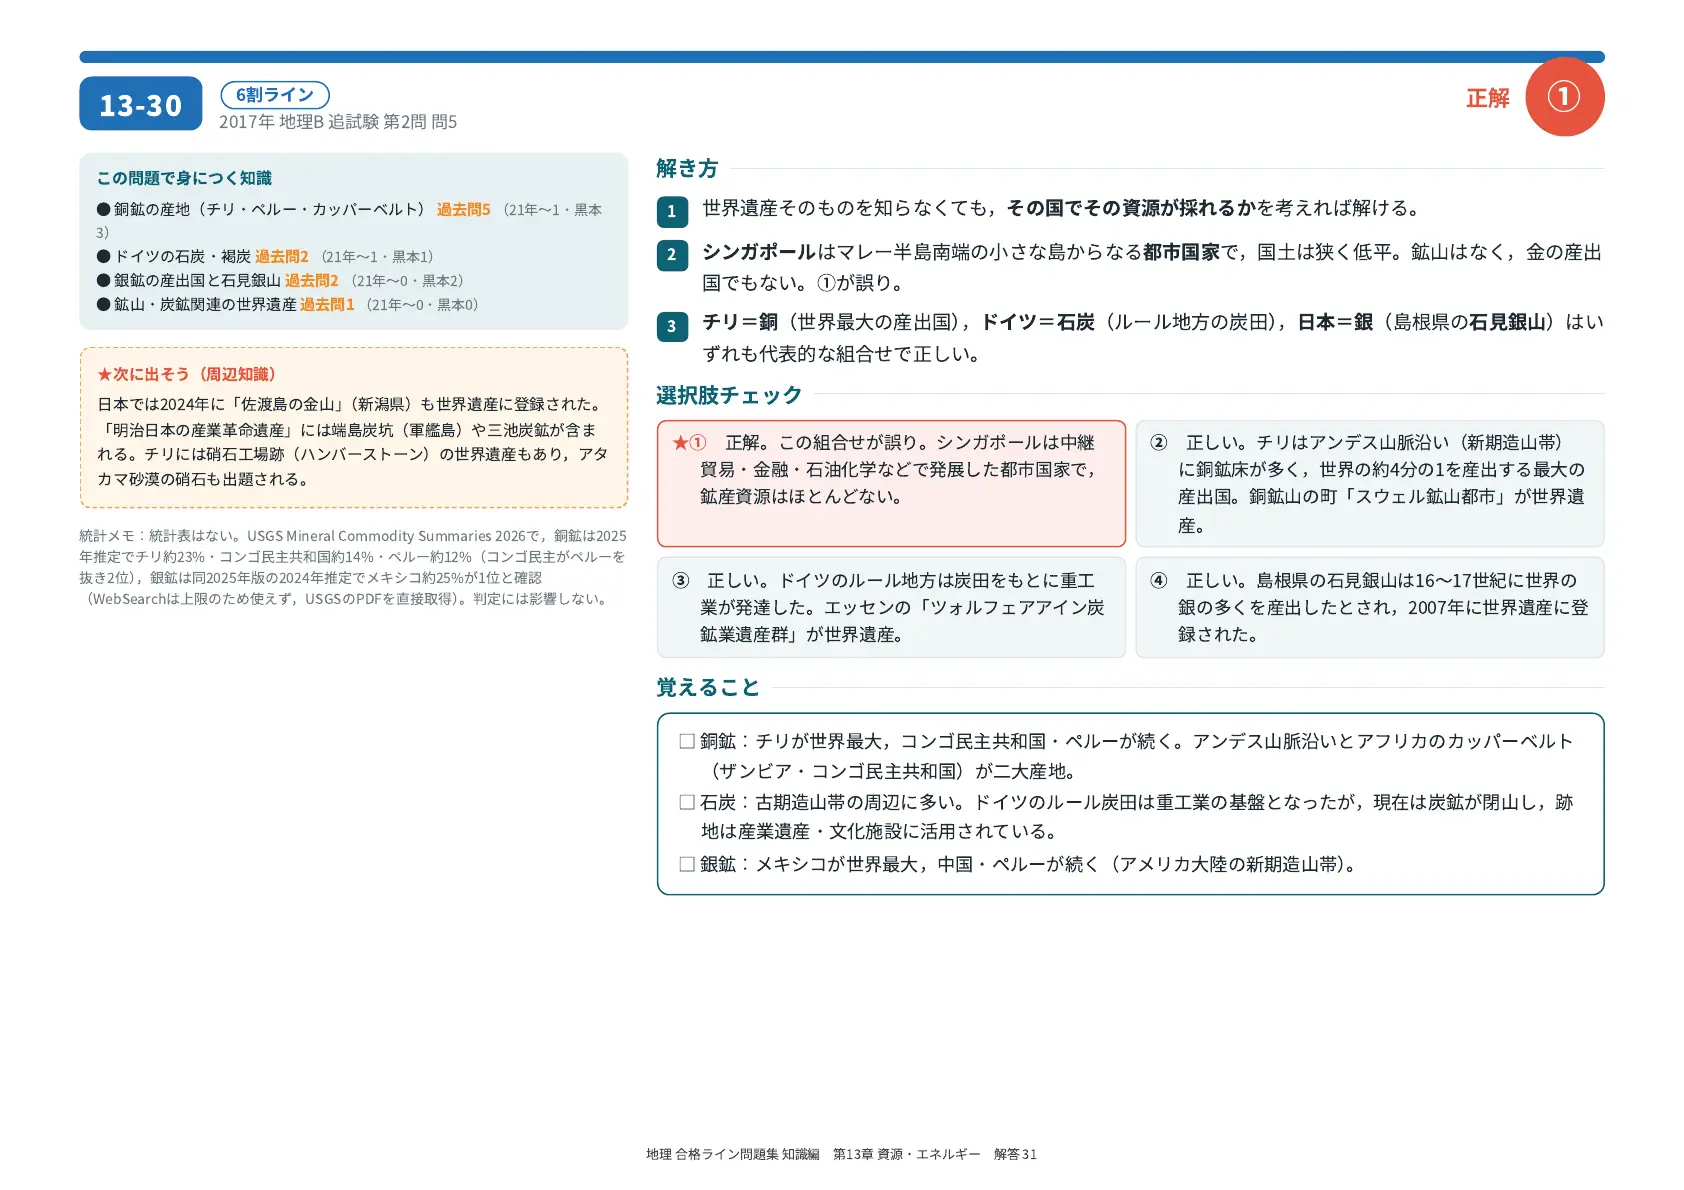 13-30
6割ライン
2017年 地理B 追試験 第2問 問5
正解
①
この問題で身につく知識
●銅鉱の産地（チリ・ペルー・カッパーベルト） 過去問5 （21年〜1・黒本
3）
●ドイツの石炭・褐炭 過去問2 （21年〜1・黒本1）
●銀鉱の産出国と石見銀山 過去問2 （21年〜0・黒本2）
●鉱山・炭鉱関連の世界遺産 過去問1 （21年〜0・黒本0）
★次に出そう（周辺知識）
日本では2024年に「佐渡島の金山」（新潟県）も世界遺産に登録された。
「明治日本の産業革命遺産」には端島炭坑（軍艦島）や三池炭鉱が含ま
れる。チリには硝石工場跡（ハンバーストーン）の世界遺産もあり，アタ
カマ砂漠の硝石も出題される。
統計メモ：統計表はない。USGS Mineral Commodity Summaries 2026で，銅鉱は2025
年推定でチリ約23%・コンゴ民主共和国約14%・ペルー約12%（コンゴ民主がペルーを
抜き2位），銀鉱は同2025年版の2024年推定でメキシコ約25%が1位と確認
（WebSearchは上限のため使えず，USGSのPDFを直接取得）。判定には影響しない。
解き方
1 世界遺産そのものを知らなくても，その国でその資源が採れるかを考えれば解ける。
2 シンガポールはマレー半島南端の小さな島からなる都市国家で，国土は狭く低平。鉱山はなく，金の産出
国でもない。①が誤り。
3 チリ＝銅（世界最大の産出国），ドイツ＝石炭（ルール地方の炭田），日本＝銀（島根県の石見銀山）はい
ずれも代表的な組合せで正しい。
選択肢チェック
★① 正解。この組合せが誤り。シンガポールは中継
貿易・金融・石油化学などで発展した都市国家で，
鉱産資源はほとんどない。
② 正しい。チリはアンデス山脈沿い（新期造山帯）
に銅鉱床が多く，世界の約4分の1を産出する最大の
産出国。銅鉱山の町「スウェル鉱山都市」が世界遺
産。
③ 正しい。ドイツのルール地方は炭田をもとに重工
業が発達した。エッセンの「ツォルフェアアイン炭
鉱業遺産群」が世界遺産。
④ 正しい。島根県の石見銀山は16〜17世紀に世界の
銀の多くを産出したとされ，2007年に世界遺産に登
録された。
覚えること
□ 銅鉱：チリが世界最大，コンゴ民主共和国・ペルーが続く。アンデス山脈沿いとアフリカのカッパーベルト
（ザンビア・コンゴ民主共和国）が二大産地。
□ 石炭：古期造山帯の周辺に多い。ドイツのルール炭田は重工業の基盤となったが，現在は炭鉱が閉山し，跡
地は産業遺産・文化施設に活用されている。
□ 銀鉱：メキシコが世界最大，中国・ペルーが続く（アメリカ大陸の新期造山帯）。
地理 合格ライン問題集 知識編 第13章 資源・エネルギー 解答31